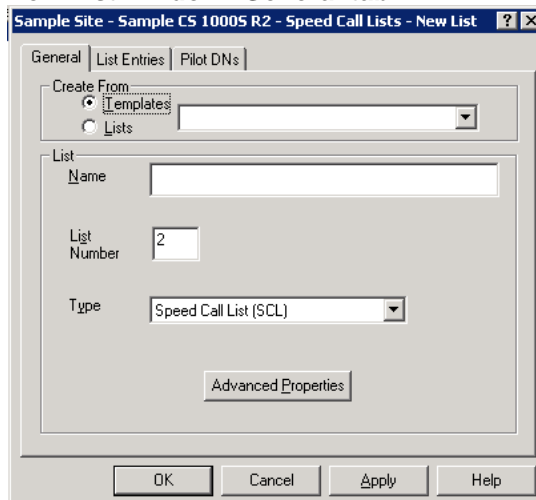 Sample Site - Sample CS 1000S R2 - Speed Call Lists - New List
General
List Entries
Pilot DNs
Create From
Templates
Lists
List
Name
List Number
2
Type
Speed Call List (SCL)
Advanced Properties
OK
Cancel
Apply
Help